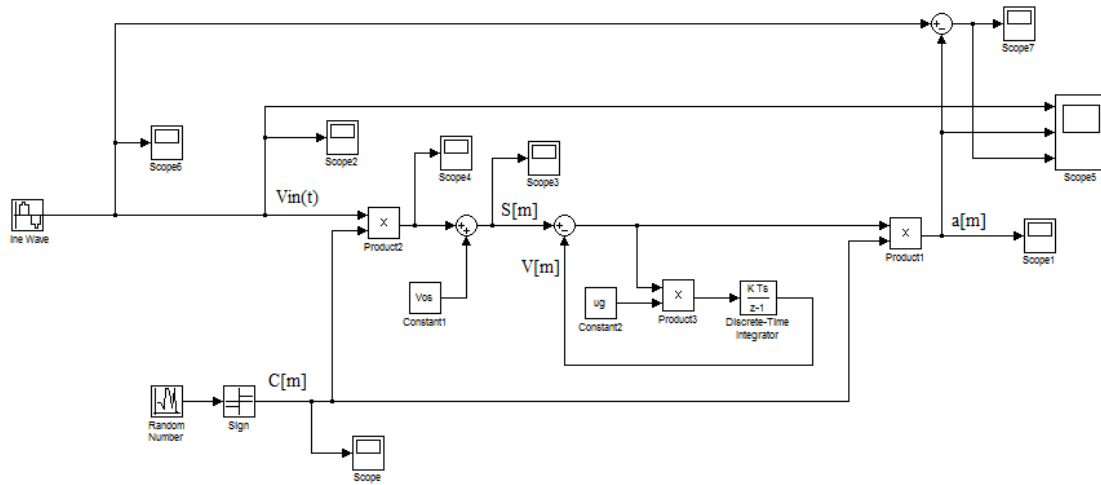 Scope7
Scope6
Scope2
Scope4
Scope3
Scope5
Vin(t)
ine Wave
X
Product2
S[m]
X
Product1
a[m]
Scope1
V[m]
Vos
Constant1
ug
Constant2
X
Product3
K Ts
z-1
Discrete-Time
Integrator
C[m]
Random
Number
Sign
Scope